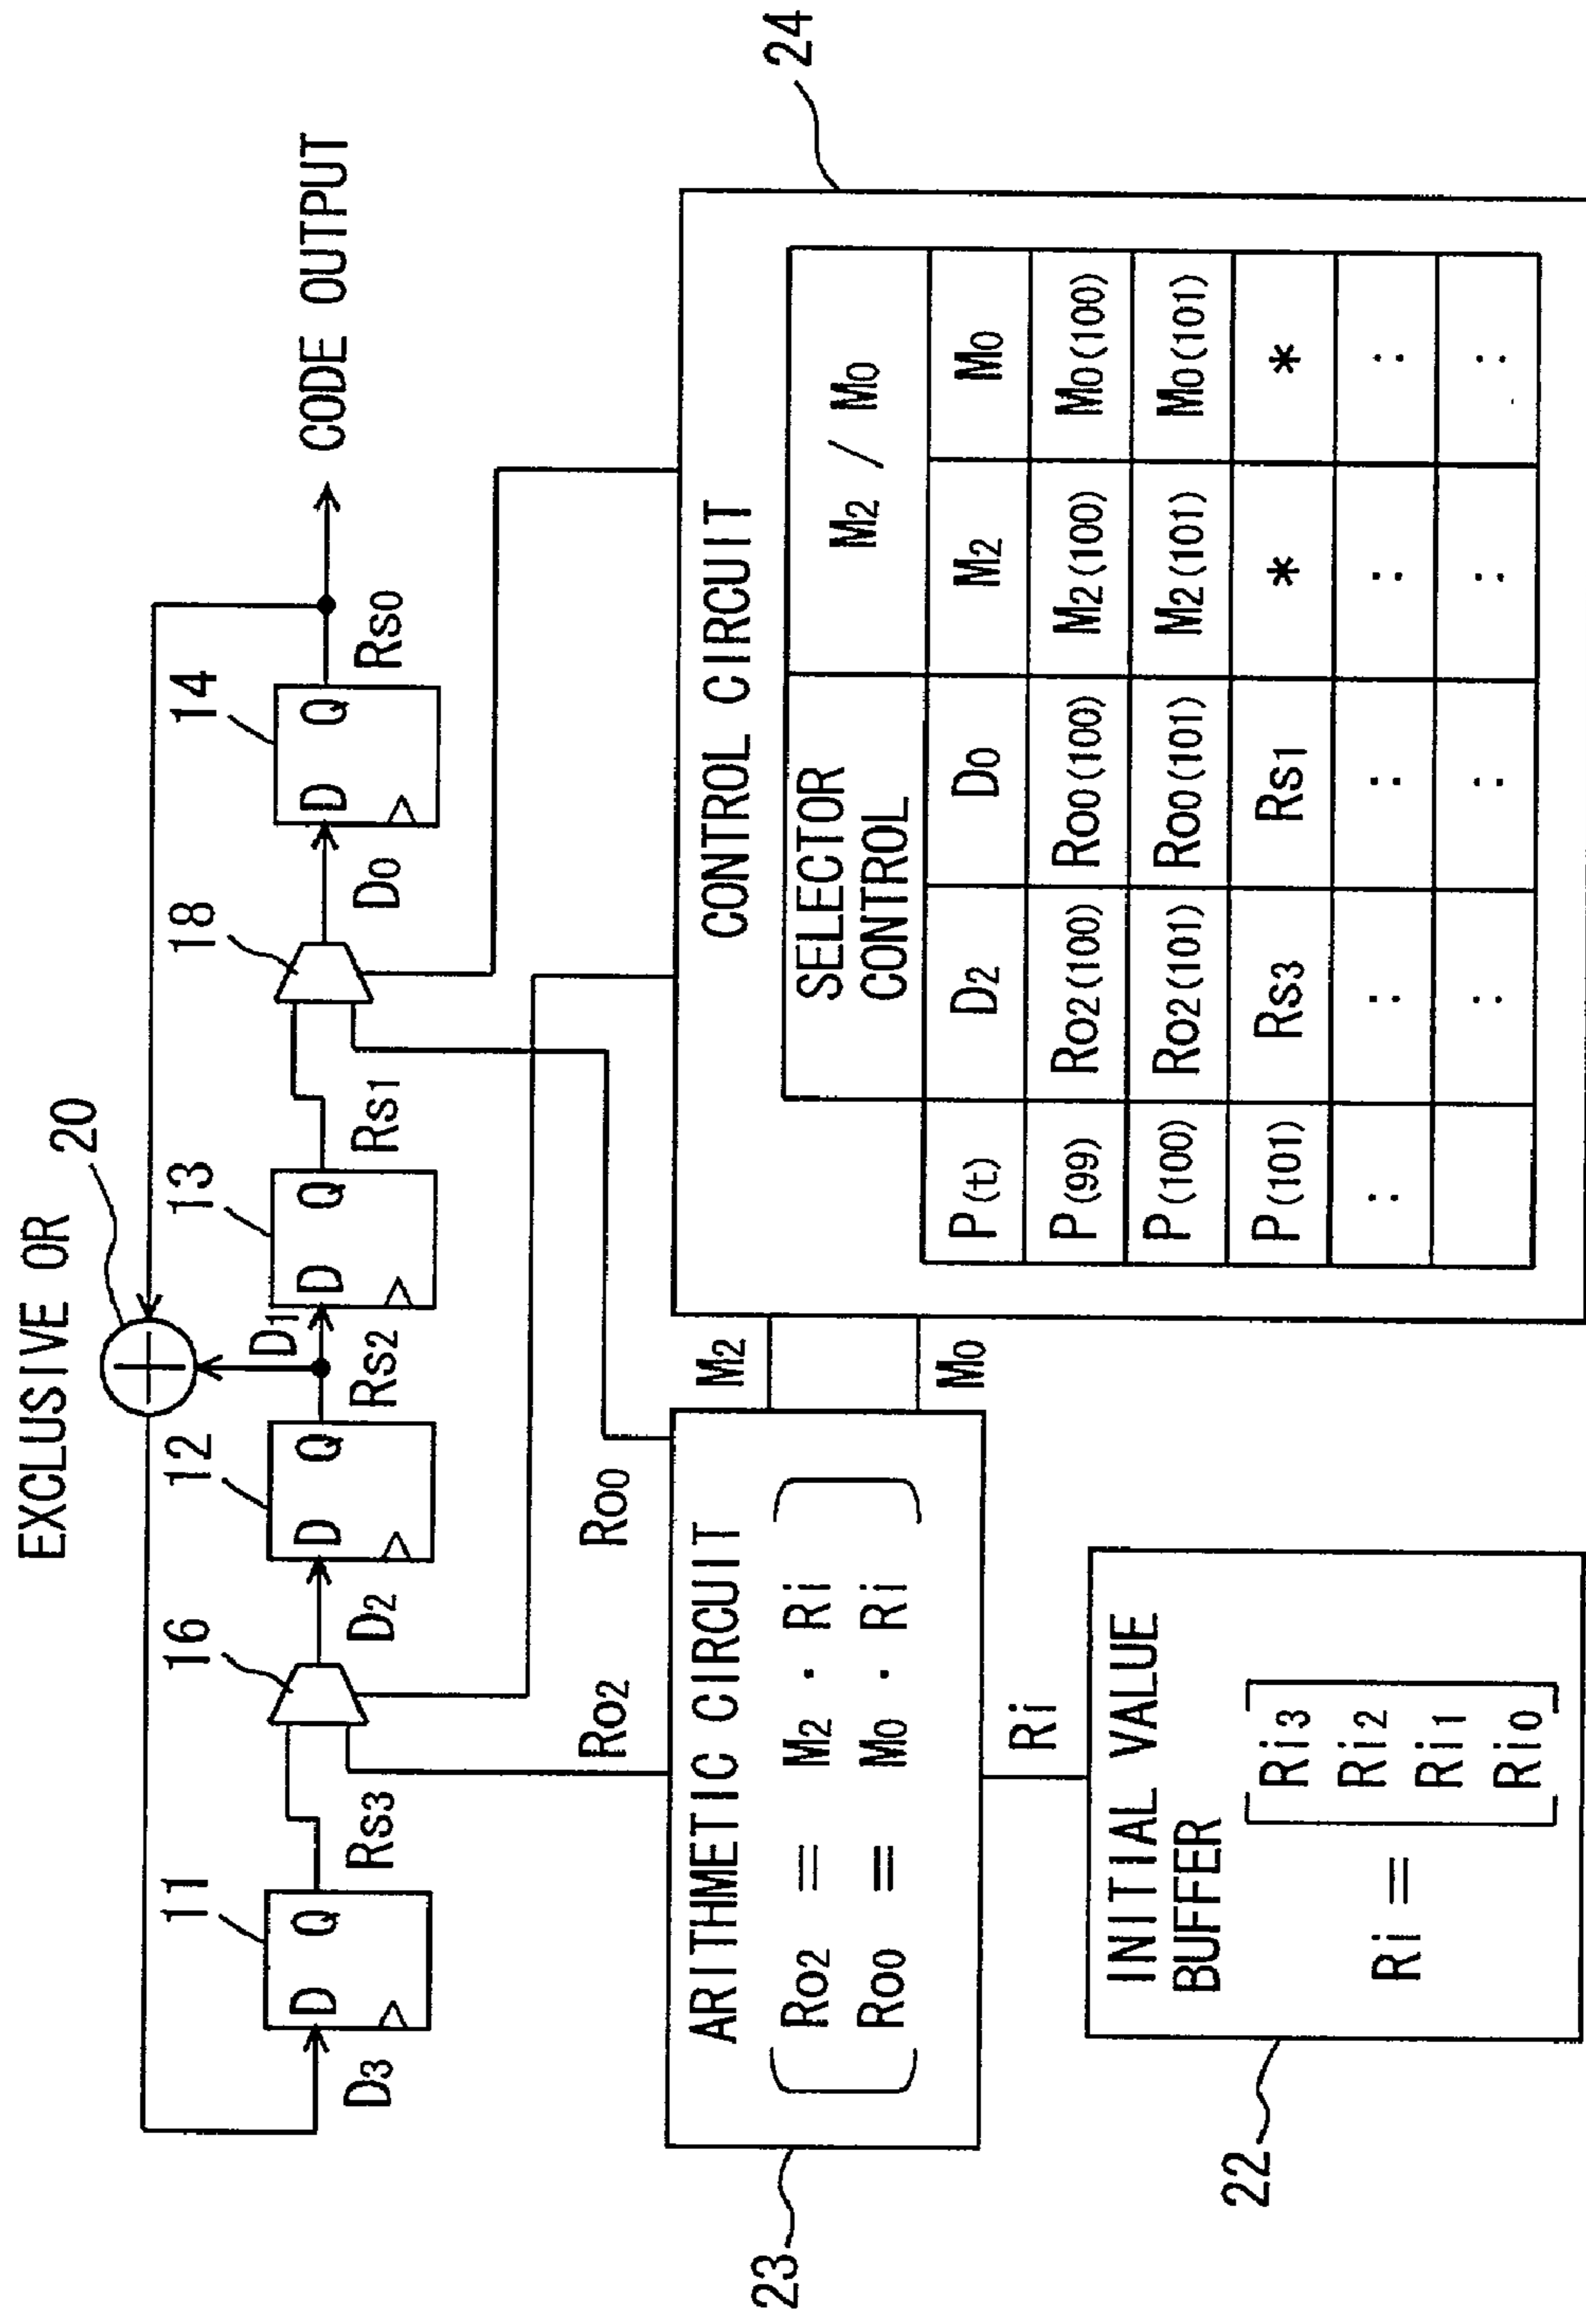 EXCLUSIVE OR
20
11
16
12
13
18
14
D Q
D Q
D Q
D Q
D3
Rs3
D2
Rs2
D1
Rs1
D0
Rs0
CODE OUTPUT
Ro2
Ro0
ARITHMETIC CIRCUIT
Ro2 = M2 · Ri
Ro0 = M0 · Ri
23
M2
M0
Ri
INITIAL VALUE
BUFFER
Ri =
Ri3
Ri2
Ri1
Ri0
22
CONTROL CIRCUIT
24
SELECTOR
CONTROL
M2 / M0
P(t) D2 D0 M2 M0
P(99) Ro2(100) Ro0(100) M2(100) M0(100)
P(100) Ro2(101) Ro0(101) M2(101) M0(101)
P(101) Rs3 Rs1 * *
: : : : :
: : : :